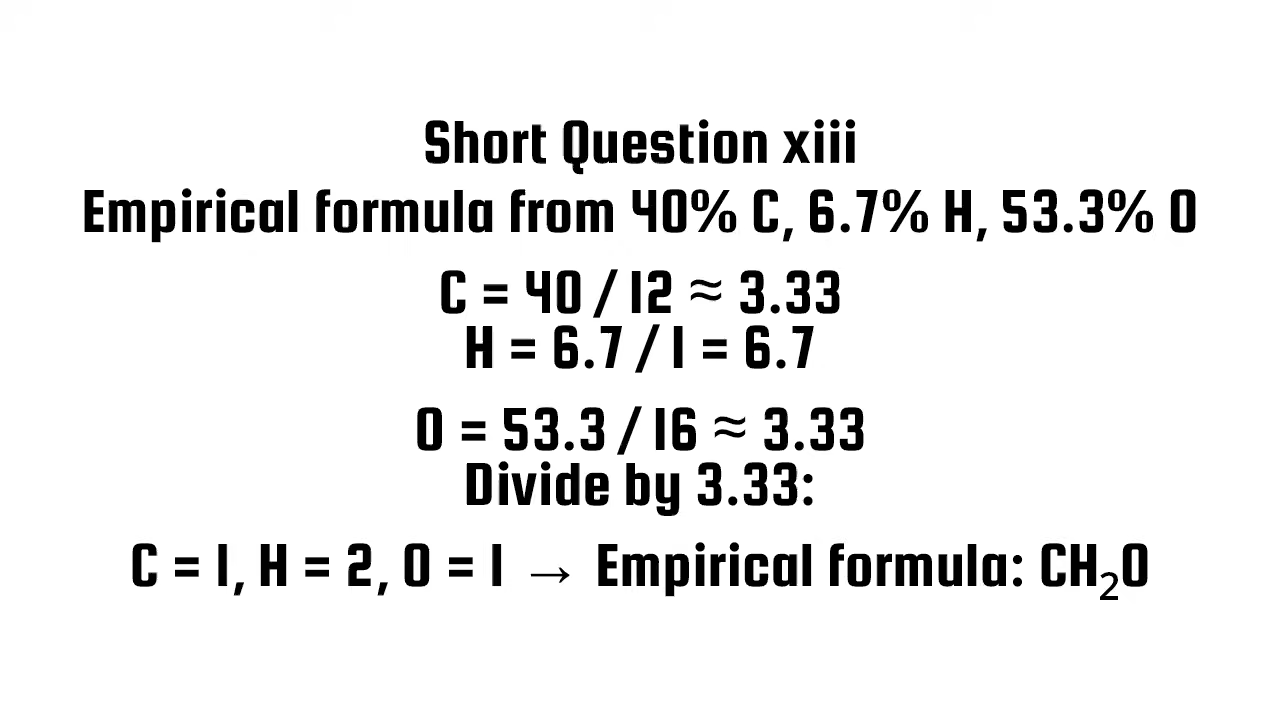 Short Question xiii
Empirical formula from 40% C, 6.7% H, 53.3% O
C = 40 / 12 ≈ 3.33
H = 6.7 / 1 = 6.7
O = 53.3 / 16 ≈ 3.33
Divide by 3.33:
C = 1, H = 2, O = 1 → Empirical formula: CH₂O